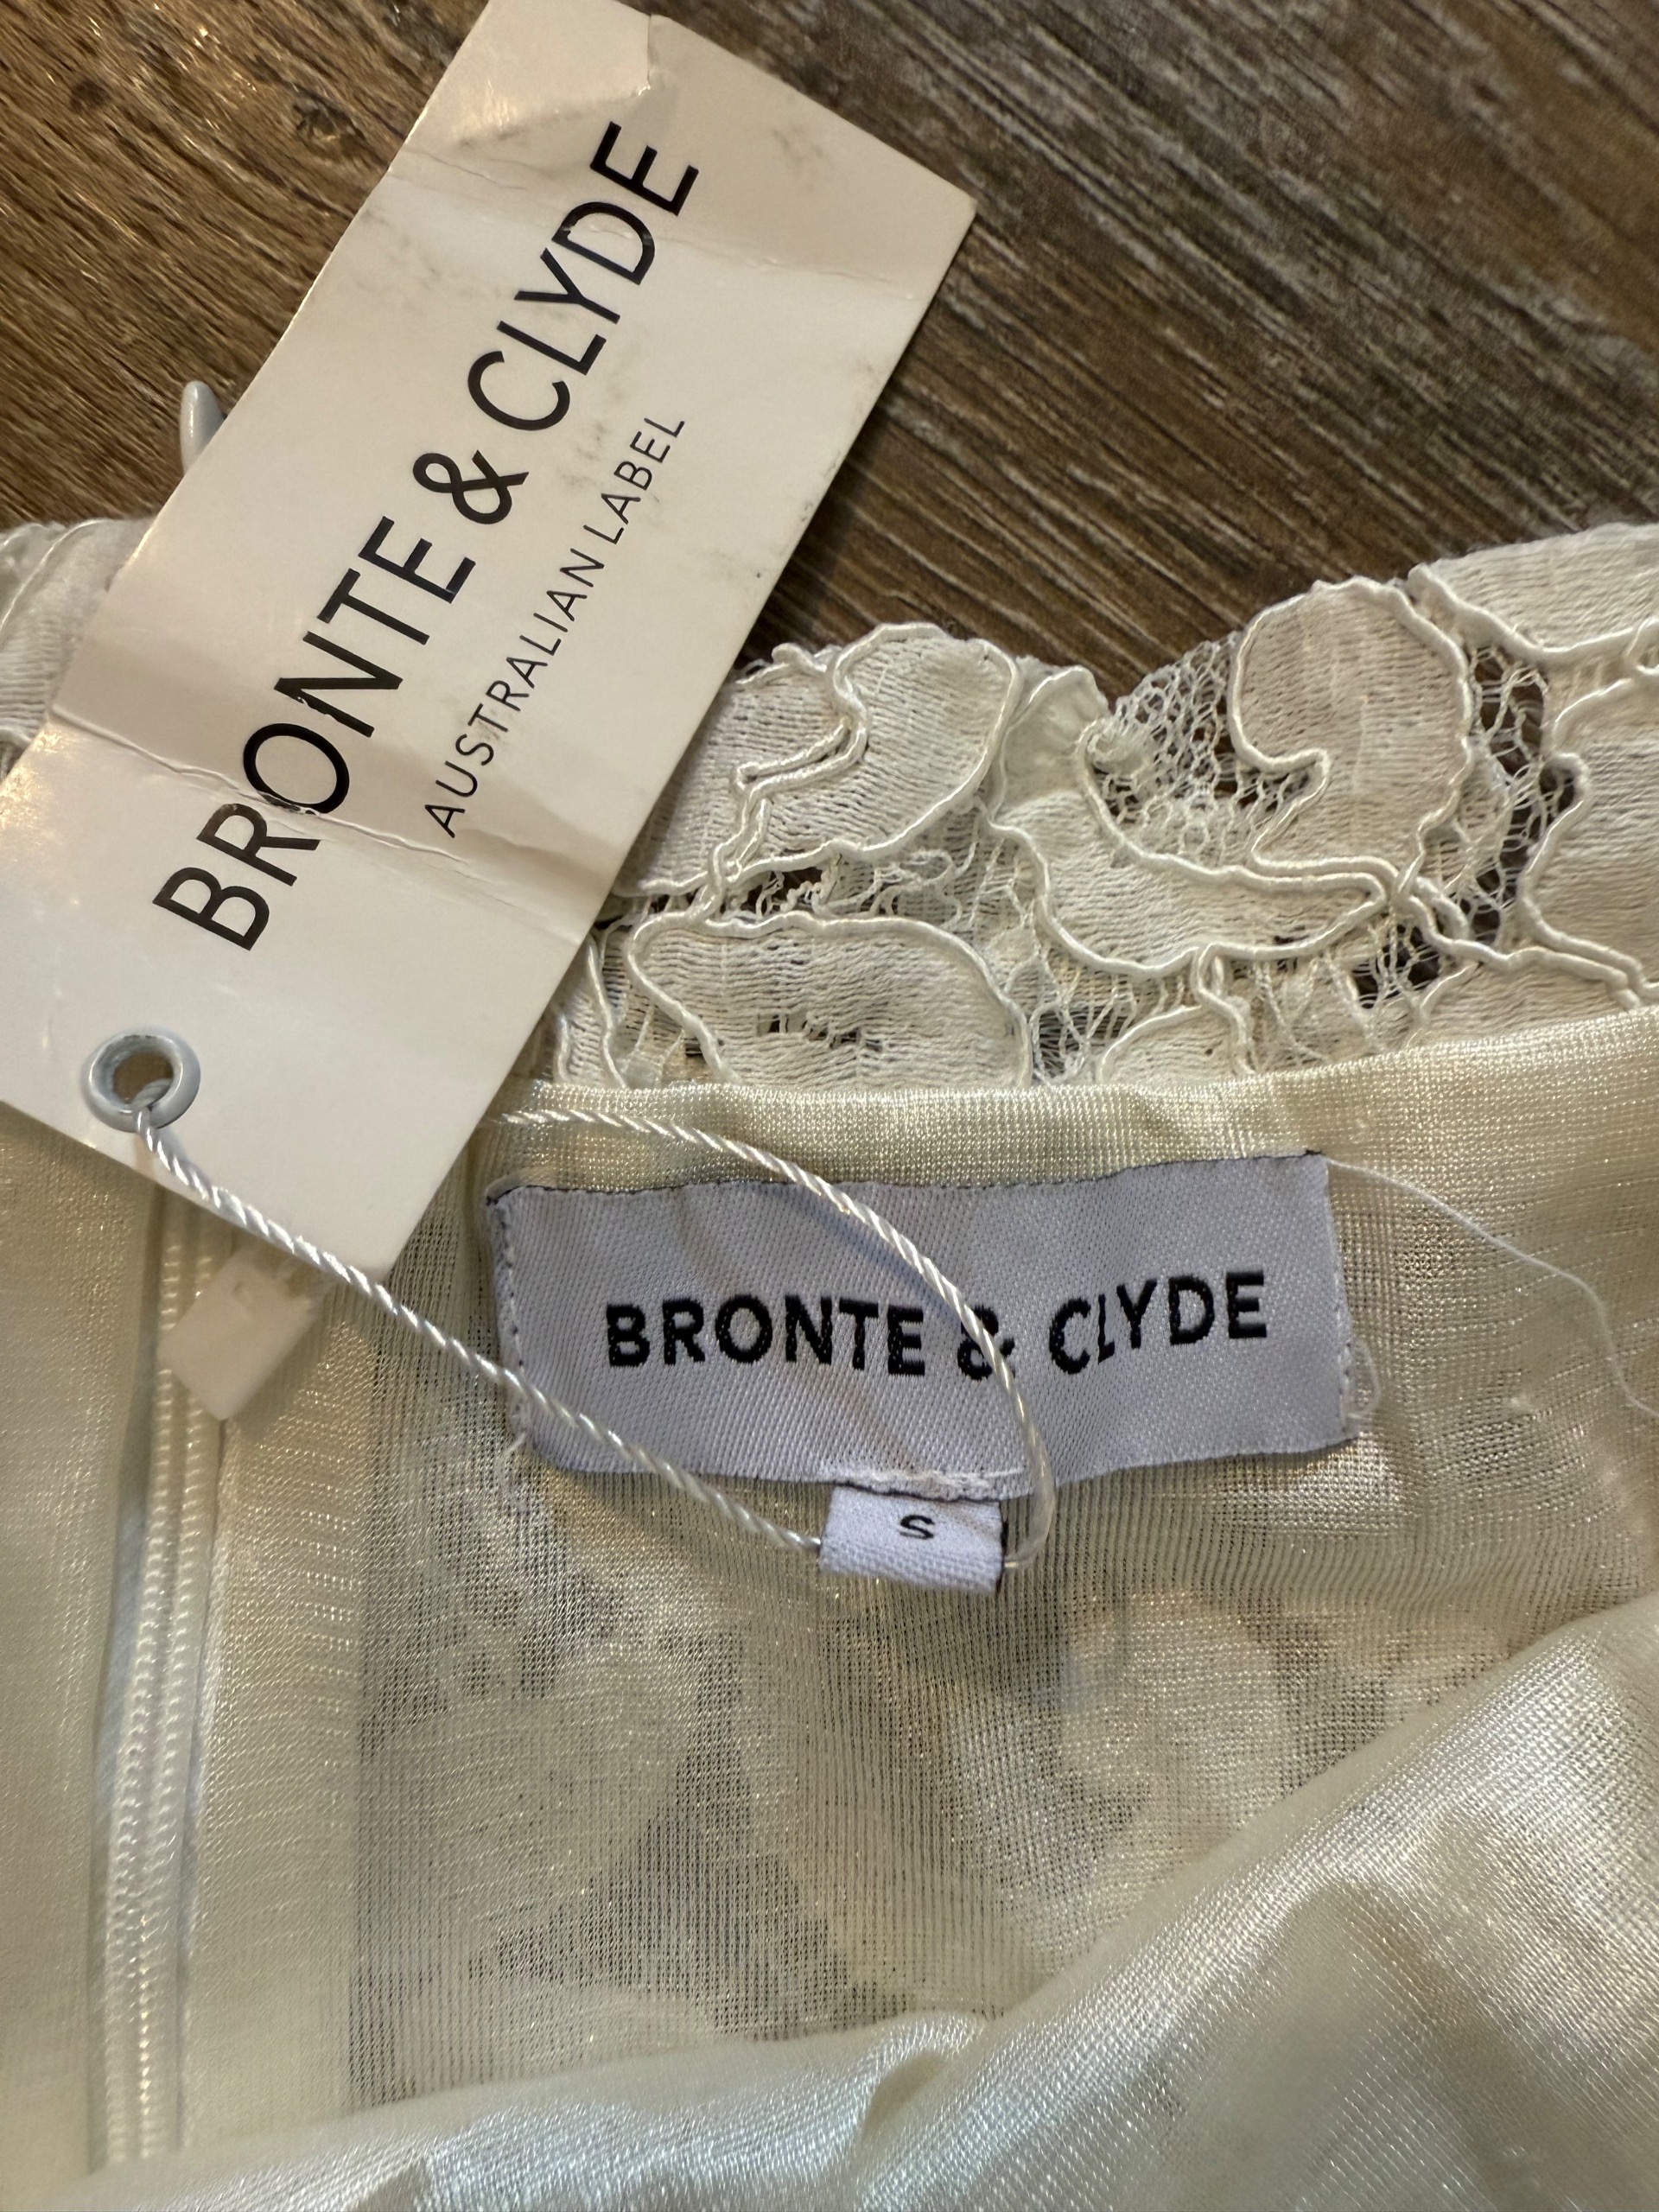 BRONTE & CLYDE
AUSTRALIAN LABEL
BRONTE & CLYDE
S